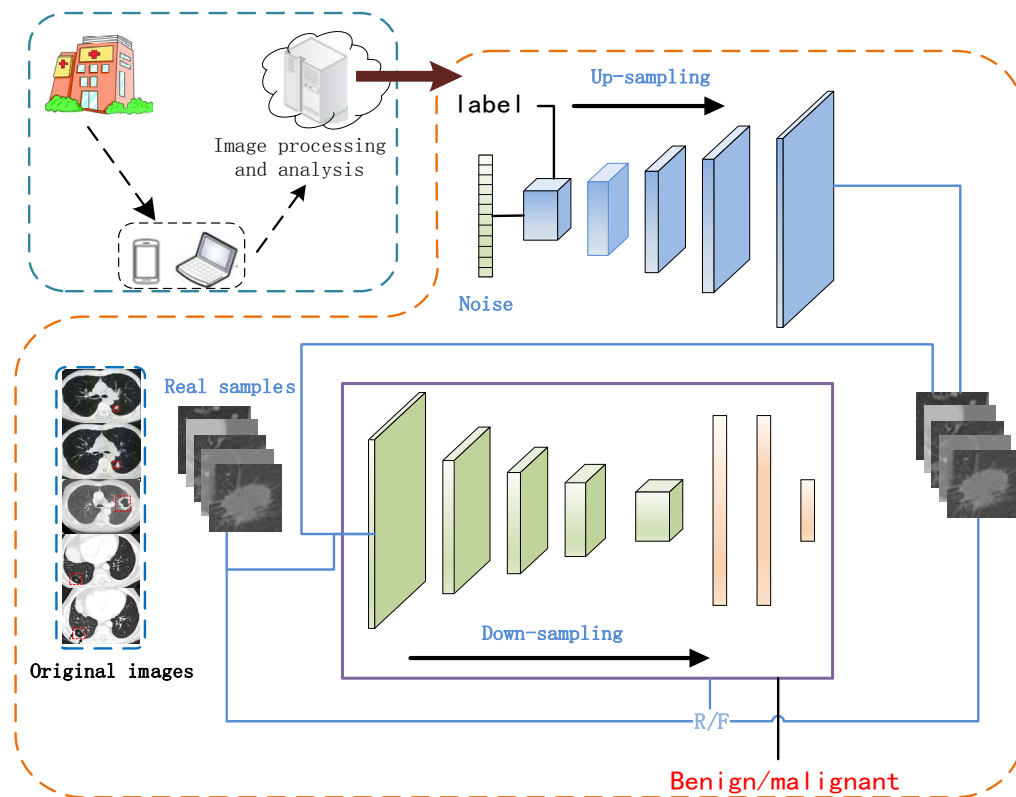 Image processing
and analysis
label
Up-sampling
Noise
Real samples
Original images
Down-sampling
R/F
Benign/malignant